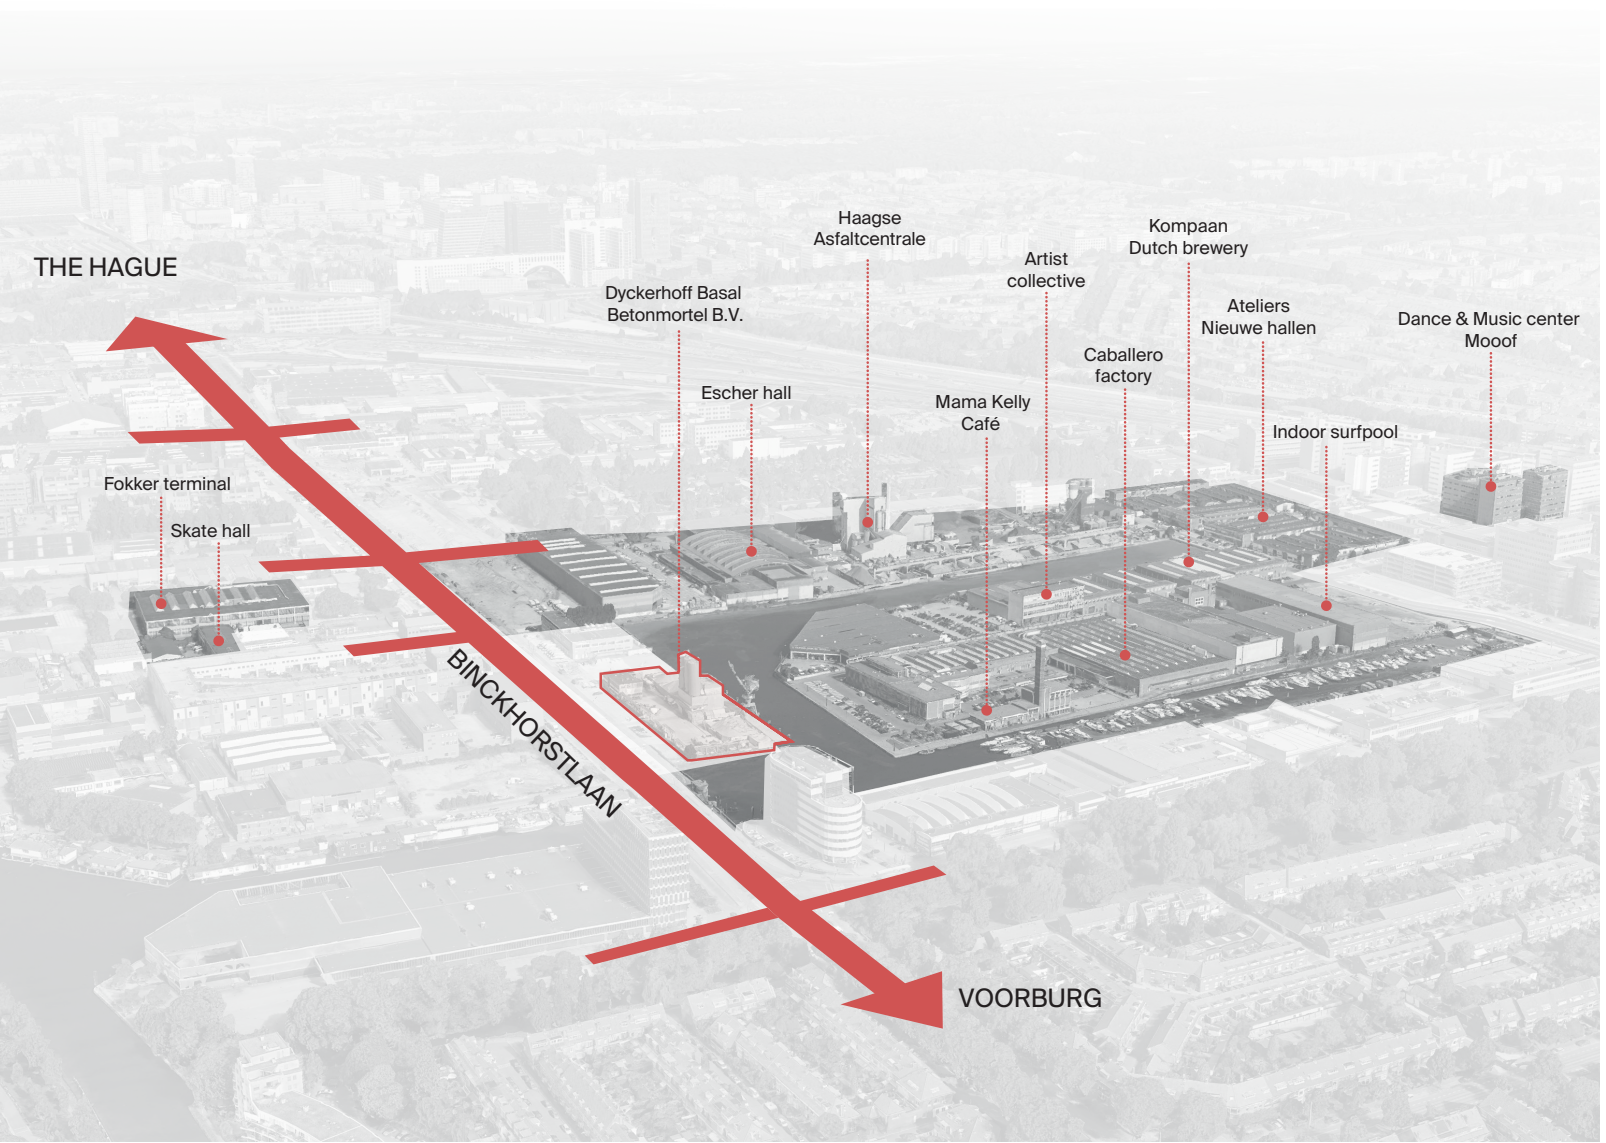 Haagse
Asfaltcentrale
Kompaan
Dutch brewery
Artist
collective
THE HAGUE
Dyckerhoff Basal
Betonmortel B.V.
Ateliers
Nieuwe hallen
Dance & Music center
Mooof
Caballero
factory
Escher hall
Mama Kelly
Café
Indoor surfpool
Fokker terminal
Skate hall
BINCKHORSTLAAN
VOORBURG